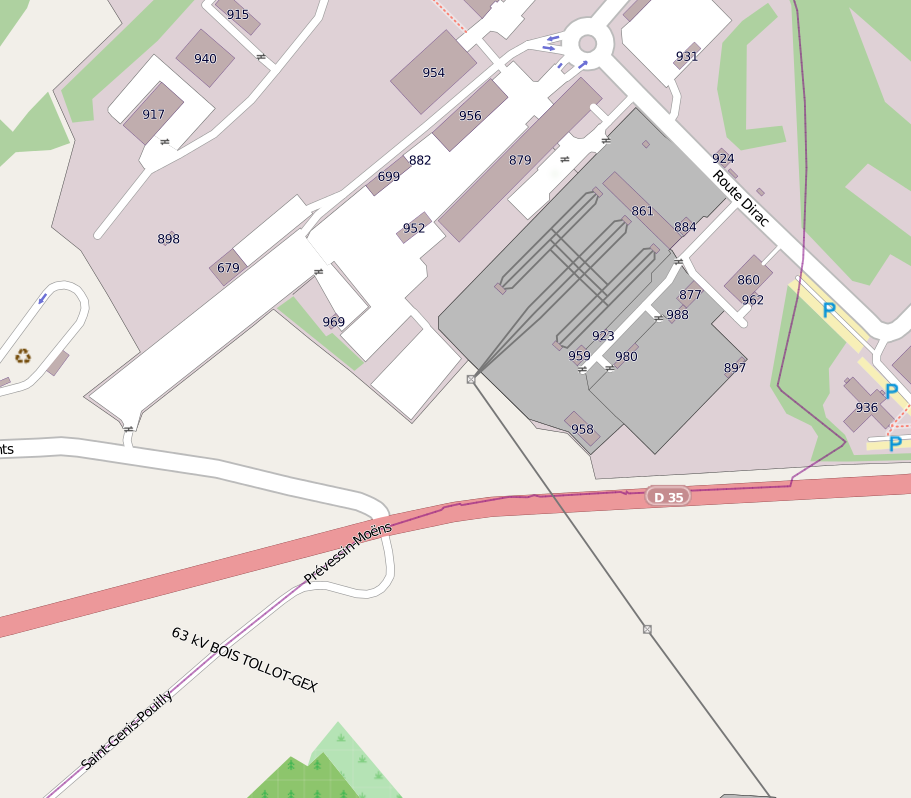 915
940
954
931
917
956
882
699
879
924
Route Dirac
861
884
952
898
679
860
962
877
988
969
923
959
980
897
958
936
P
P
P
nts
D 35
Prévessin-Moëns
63 kV BOIS TOLLOT-GEX
Saint-Genis-Pouilly